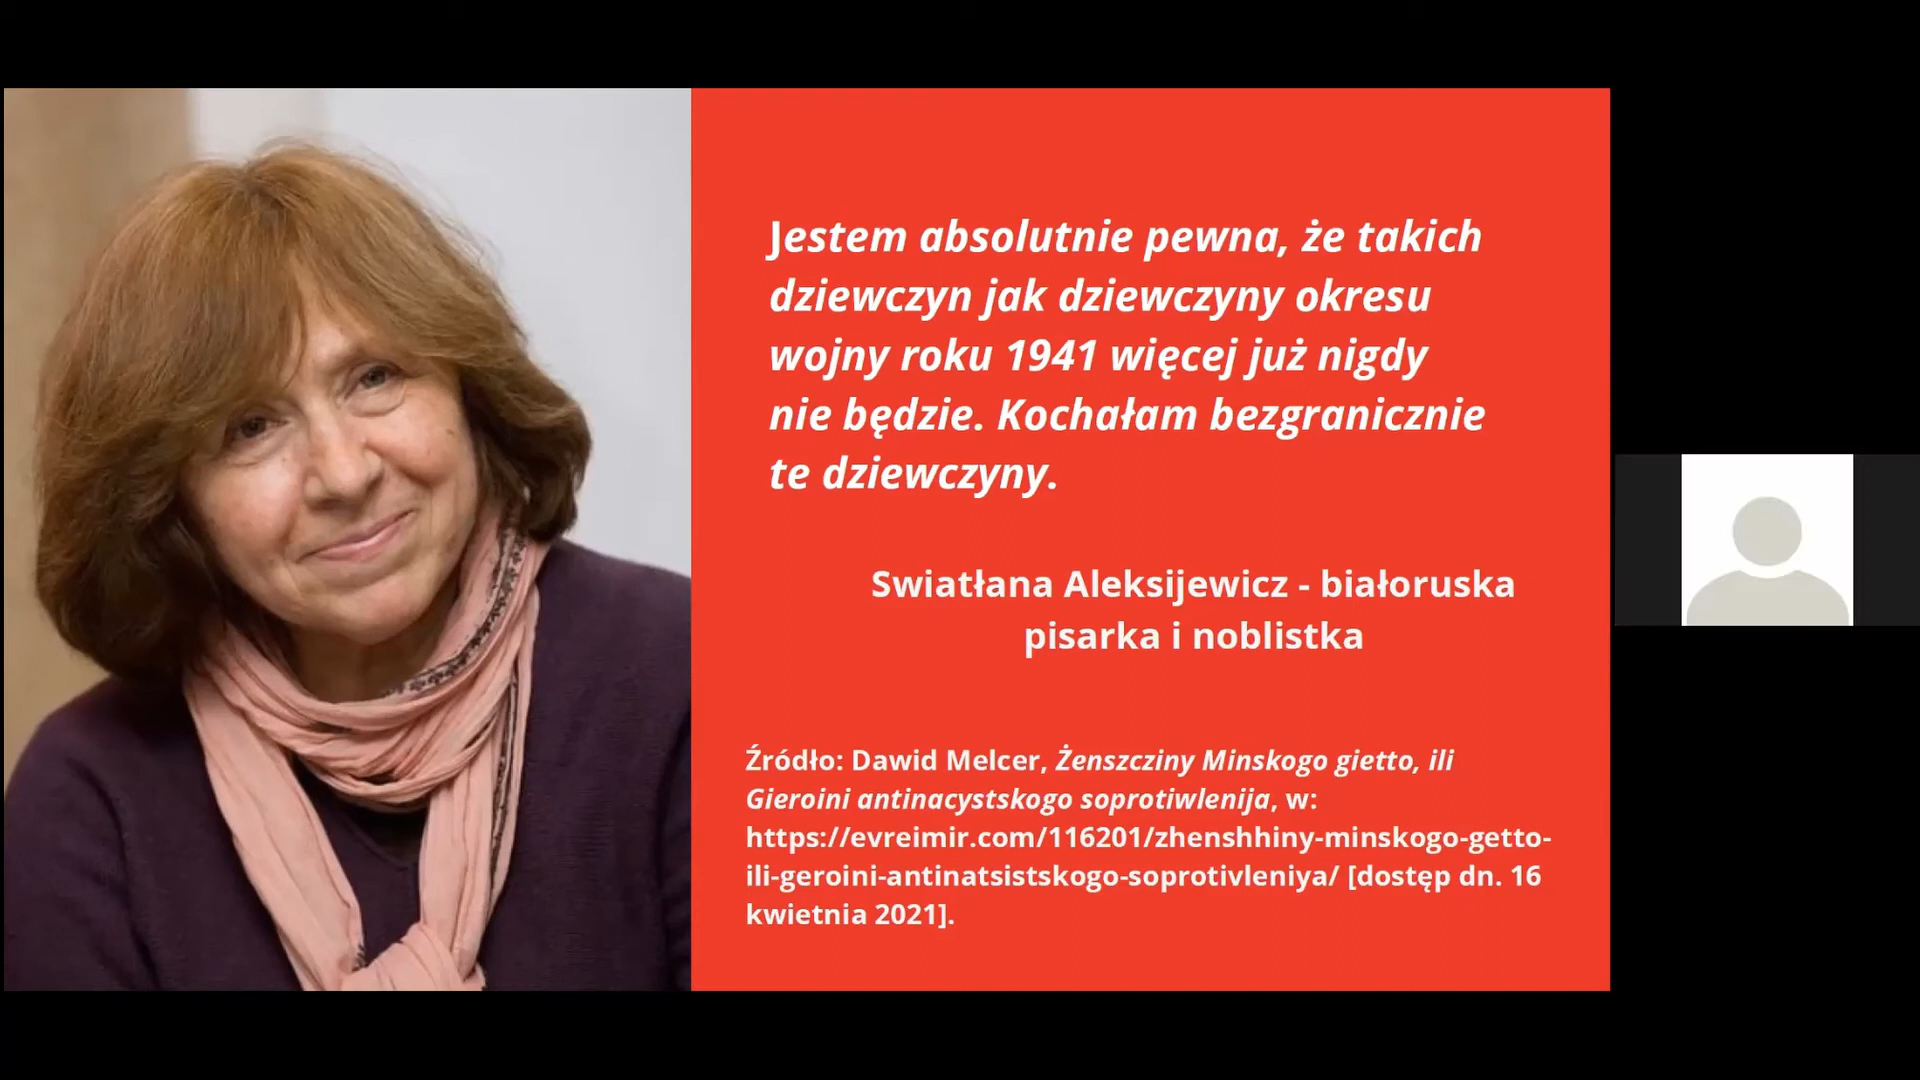 Jestem absolutnie pewna, że takich
dziewczyn jak dziewczyny okresu
wojny roku 1941 więcej już nigdy
nie będzie. Kochałam bezgranicznie
te dziewczyny.
Swiatłana Aleksijewicz - białoruska
pisarka i noblistka
Źródło: Dawid Melcer, Żenszcziny Minskogo gietto, ili
Gieroini antinacystskogo soprotiwlenija, w:
https://evreimir.com/116201/zhenshhiny-minskogo-getto-
ili-geroini-antinatsistskogo-soprotivleniya/ [dostęp dn. 16
kwietnia 2021].